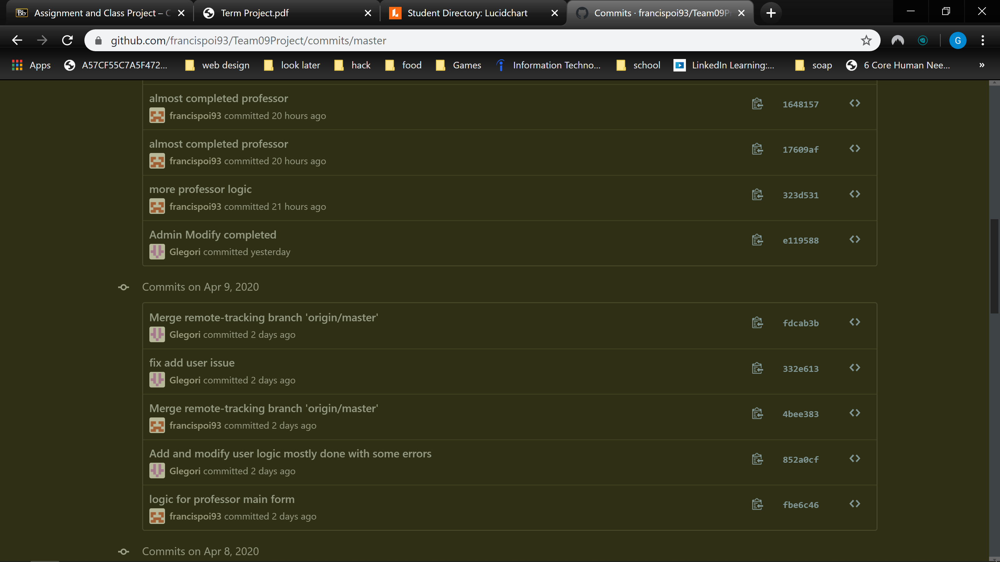 Bb Assignment and Class Project –
Term Project.pdf
Student Directory: Lucidchart
Commits · francispoi93/Team09P
github.com/francispoi93/Team09Project/commits/master
G
Apps
A57CF55C7A5F472...
web design
look later
hack
food
Games
Information Techno...
school
LinkedIn Learning:...
soap
6 Core Human Nee...
»
almost completed professor
francispoi93 committed 20 hours ago
1648157
almost completed professor
francispoi93 committed 20 hours ago
17609af
more professor logic
francispoi93 committed 21 hours ago
323d531
Admin Modify completed
Glegori committed yesterday
e119588
Commits on Apr 9, 2020
Merge remote-tracking branch 'origin/master'
Glegori committed 2 days ago
fdcab3b
fix add user issue
Glegori committed 2 days ago
332e613
Merge remote-tracking branch 'origin/master'
francispoi93 committed 2 days ago
4bee383
Add and modify user logic mostly done with some errors
Glegori committed 2 days ago
852a0cf
logic for professor main form
francispoi93 committed 2 days ago
fbe6c46
Commits on Apr 8, 2020